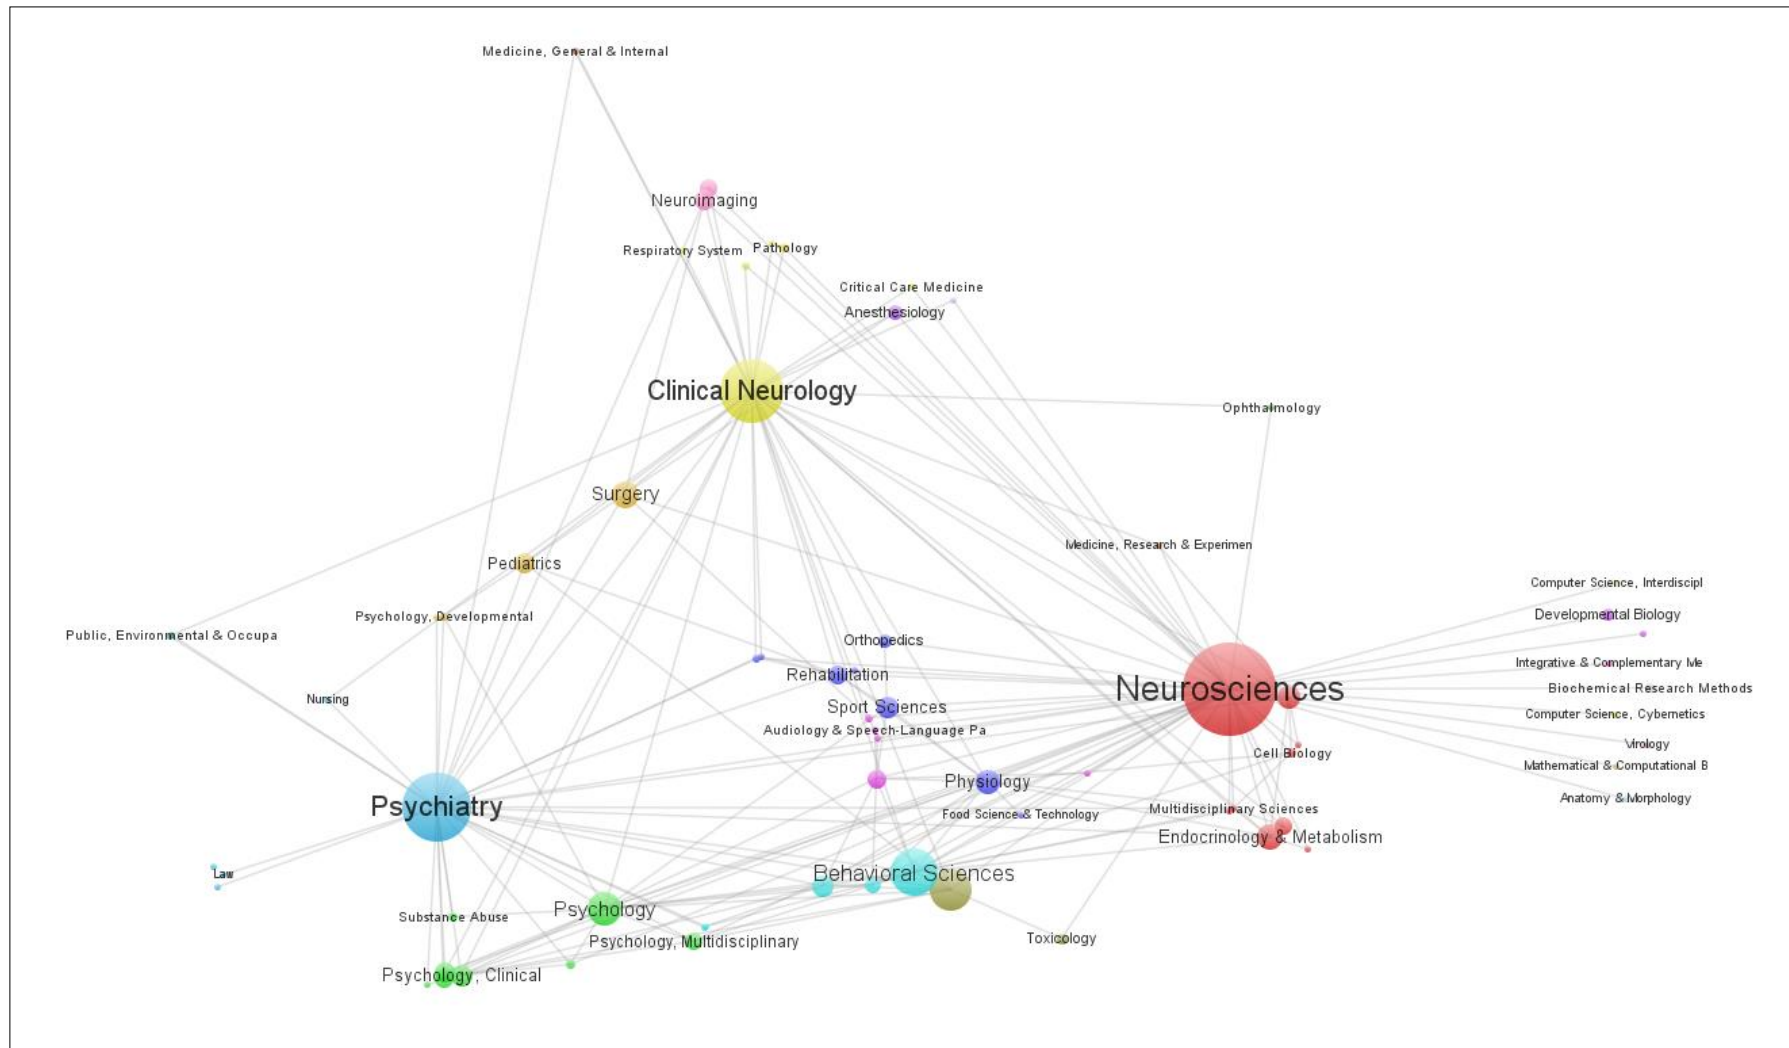 Medicine, General & Internal
Neuroimaging
Respiratory System
Pathology
Critical Care Medicine
Anesthesiology
Clinical Neurology
Ophthalmology
Surgery
Medicine, Research & Experimen
Pediatrics
Computer Science, Interdiscipl
Developmental Biology
Psychology, Developmental
Public, Environmental & Occupa
Orthopedics
Integrative & Complementary Me
Rehabilitation
Neurosciences
Biochemical Research Methods
Nursing
Sport Sciences
Computer Science, Cybernetics
Audiology & Speech-Language Pa
Virology
Cell Biology
Mathematical & Computational B
Physiology
Anatomy & Morphology
Psychiatry
Multidisciplinary Sciences
Food Science & Technology
Endocrinology & Metabolism
Law
Behavioral Sciences
Psychology
Substance Abuse
Toxicology
Psychology, Multidisciplinary
Psychology, Clinical